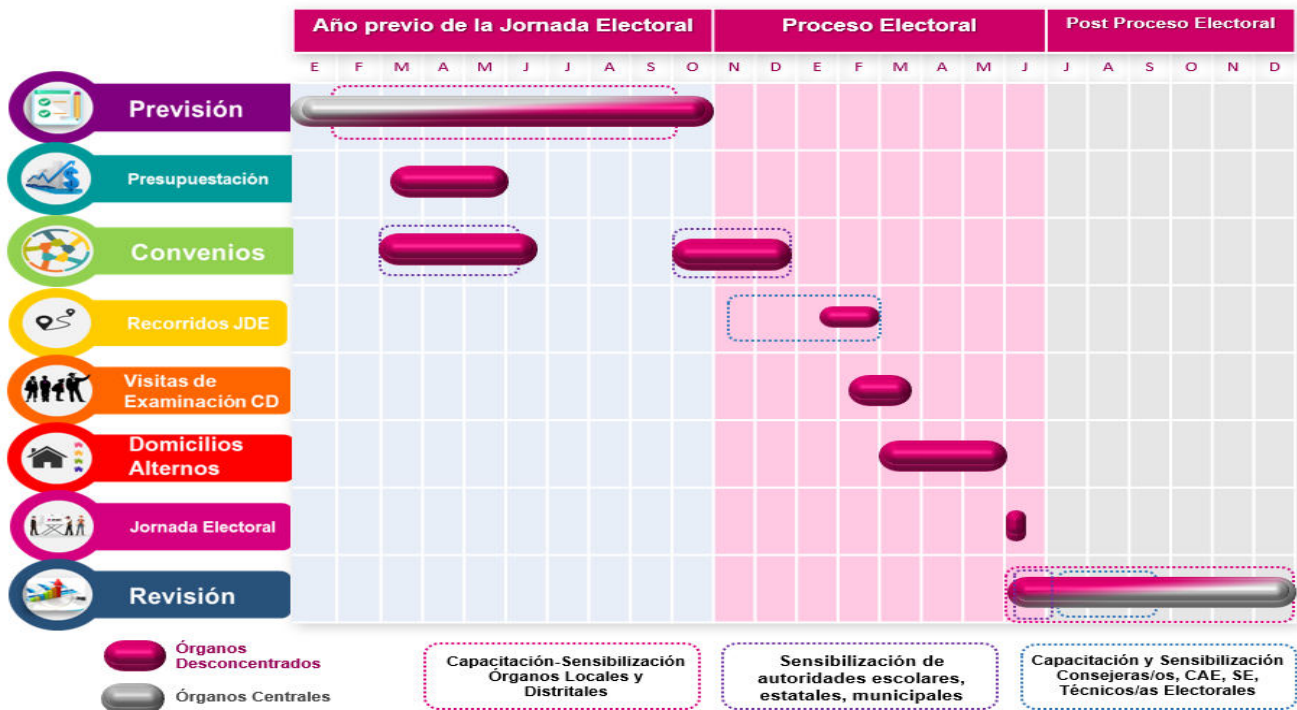 Año previo de la Jornada Electoral
Proceso Electoral
Post Proceso Electoral
E F M A M J J A S O N D E F M A M J J A S O N D
Previsión
Presupuestación
Convenios
Recorridos JDE
Visitas de
Examinación CD
Domicilios
Alternos
Jornada Electoral
Revisión
Órganos
Desconcentrados
Órganos Centrales
Capacitación-Sensibilización
Órganos Locales y
Distritales
Sensibilización de
autoridades escolares,
estatales, municipales
Capacitación y Sensibilización
Consejeras/os, CAE, SE,
Técnicos/as Electorales